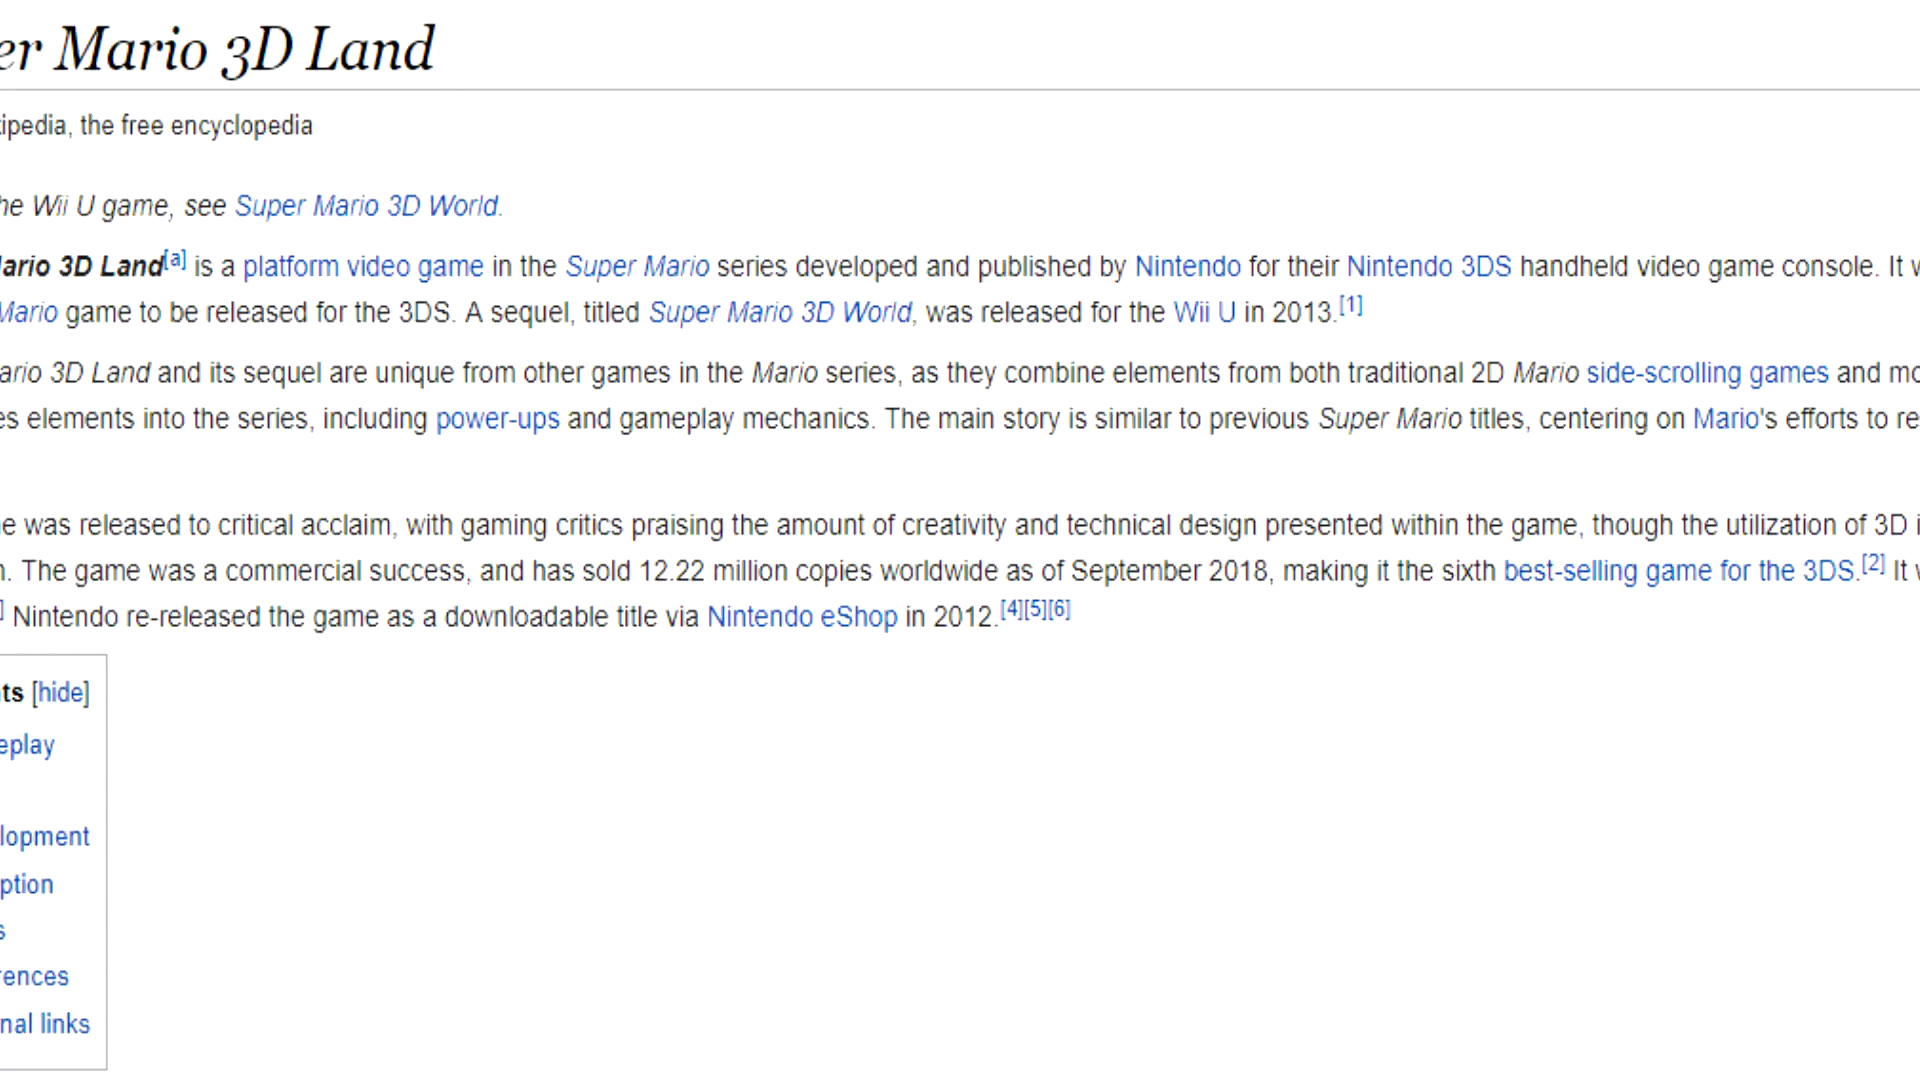 er Mario 3D Land
ipedia, the free encyclopedia
he Wii U game, see Super Mario 3D World.
ario 3D Land[a] is a platform video game in the Super Mario series developed and published by Nintendo for their Nintendo 3DS handheld video game console. It w
Mario game to be released for the 3DS. A sequel, titled Super Mario 3D World, was released for the Wii U in 2013.[1]
ario 3D Land and its sequel are unique from other games in the Mario series, as they combine elements from both traditional 2D Mario side-scrolling games and mo
es elements into the series, including power-ups and gameplay mechanics. The main story is similar to previous Super Mario titles, centering on Mario's efforts to re
e was released to critical acclaim, with gaming critics praising the amount of creativity and technical design presented within the game, though the utilization of 3D i
n. The game was a commercial success, and has sold 12.22 million copies worldwide as of September 2018, making it the sixth best-selling game for the 3DS.[2] It w
] Nintendo re-released the game as a downloadable title via Nintendo eShop in 2012.[4][5][6]
ts [hide]
eplay
lopment
ption
s
rences
nal links